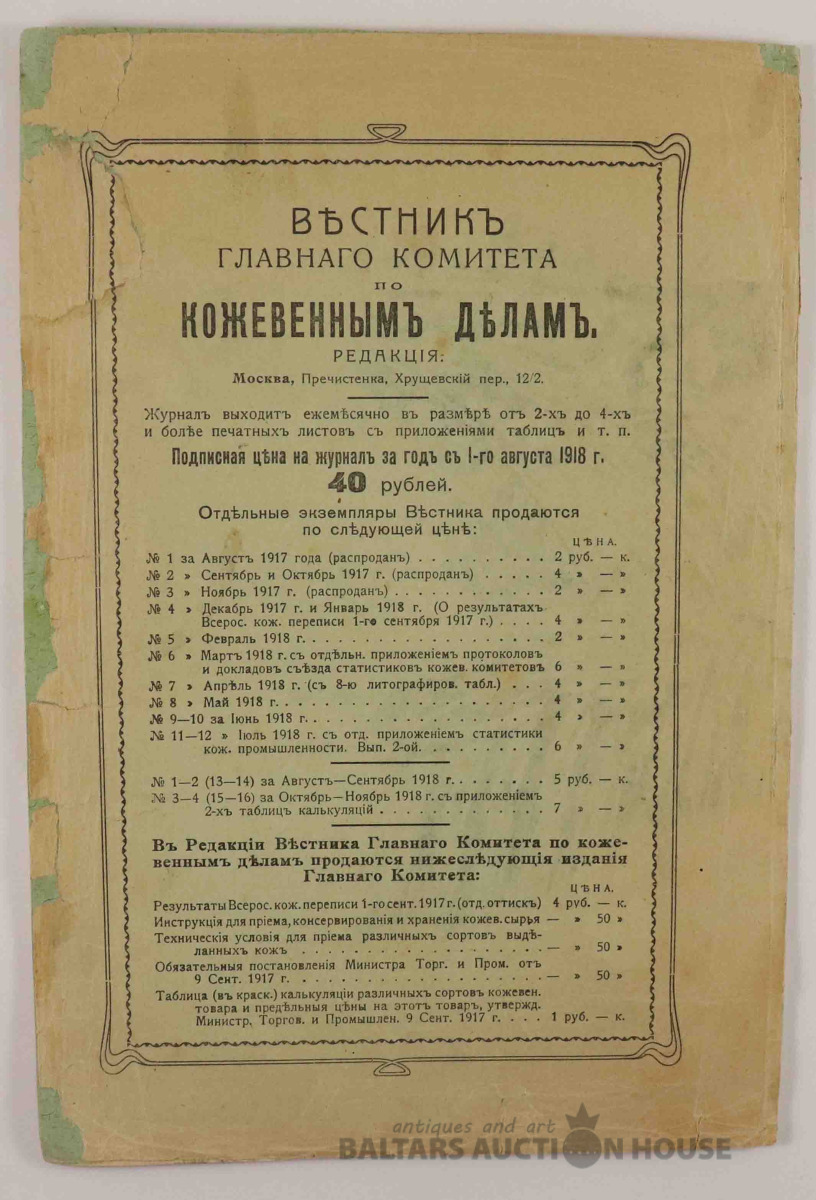 ВѢСТНИКЪ
ГЛАВНАГО КОМИТЕТА
ПО
КОЖЕВЕННЫМЪ ДѢЛАМЪ.
РЕДАКЦІЯ:
Москва, Пречистенка, Хрущевскій пер., 12/2.
Журналъ выходитъ ежемѣсячно въ размѣрѣ отъ 2-хъ до 4-хъ
и болѣе печатныхъ листовъ съ приложеніями таблицъ и т. п.
Подписная цѣна на журналъ за годъ съ 1-го августа 1918 г.
40 рублей.
Отдѣльные экземпляры Вѣстника продаются
по слѣдующей цѣнѣ:
ЦѢНА.
№ 1 за Августъ 1917 года (распроданъ) . . . . . . . . . . 2 руб. — к.
№ 2 » Сентябрь и Октябрь 1917 г. (распроданъ) . . . . . 4 » — »
№ 3 » Ноябрь 1917 г. (распроданъ) . . . . . . . . . . . . 2 » — »
№ 4 » Декабрь 1917 г. и Январь 1918 г. (О результатахъ
Всерос. кож. переписи 1-го сентября 1917 г.) . . . . 4 » — »
№ 5 » Февраль 1918 г. . . . . . . . . . . . . . . . . . . 2 » — »
№ 6 » Мартъ 1918 г. съ отдѣльн. приложеніемъ протоколовъ
и докладовъ съѣзда статистиковъ кожев. комитетовъ 6 » — »
№ 7 » Апрѣль 1918 г. (съ 8-ю литографиров. табл.) . . . 4 » — »
№ 8 » Май 1918 г. . . . . . . . . . . . . . . . . . . . . 4 » — »
№ 9—10 за Іюнь 1918 г. . . . . . . . . . . . . . . . . . 4 » — »
№ 11—12 » Іюль 1918 г. съ отд. приложеніемъ статистики
кож. промышленности. Вып. 2-ой. . . . . . . . . . 6 » — »
№ 1—2 (13—14) за Августъ—Сентябрь 1918 г. . . . . . . . 5 руб. — к.
№ 3—4 (15—16) за Октябрь—Ноябрь 1918 г. съ приложеніемъ
2-хъ таблицъ калькуляцій . . . . . . . . . . . . . 7 » — »
Въ Редакціи Вѣстника Главнаго Комитета по коже-
веннымъ дѣламъ продаются нижеслѣдующія изданія
Главнаго Комитета:
ЦѢНА.
Результаты Всерос. кож. переписи 1-го сент. 1917 г. (отд. оттискъ) 4 руб. — к.
Инструкція для пріема, консервированія и храненія кожев. сырья — » 50 »
Техническія условія для пріема различныхъ сортовъ выдѣ-
ланныхъ кожъ . . . . . . . . . . . . . . . . . . — » 50 »
Обязательныя постановленія Министра Торг. и Пром. отъ
9 Сент. 1917 г. . . . . . . . . . . . . . . . . . . — » 50 »
Таблица (въ краск.) калькуляціи различныхъ сортовъ кожевен.
товара и предѣльныя цѣны на этотъ товаръ, утвержд.
Министр, Торгов. и Промышлен. 9 Сент. 1917 г. . . . 1 руб. — к.
antiques and art
BALTARS AUCTION HOUSE